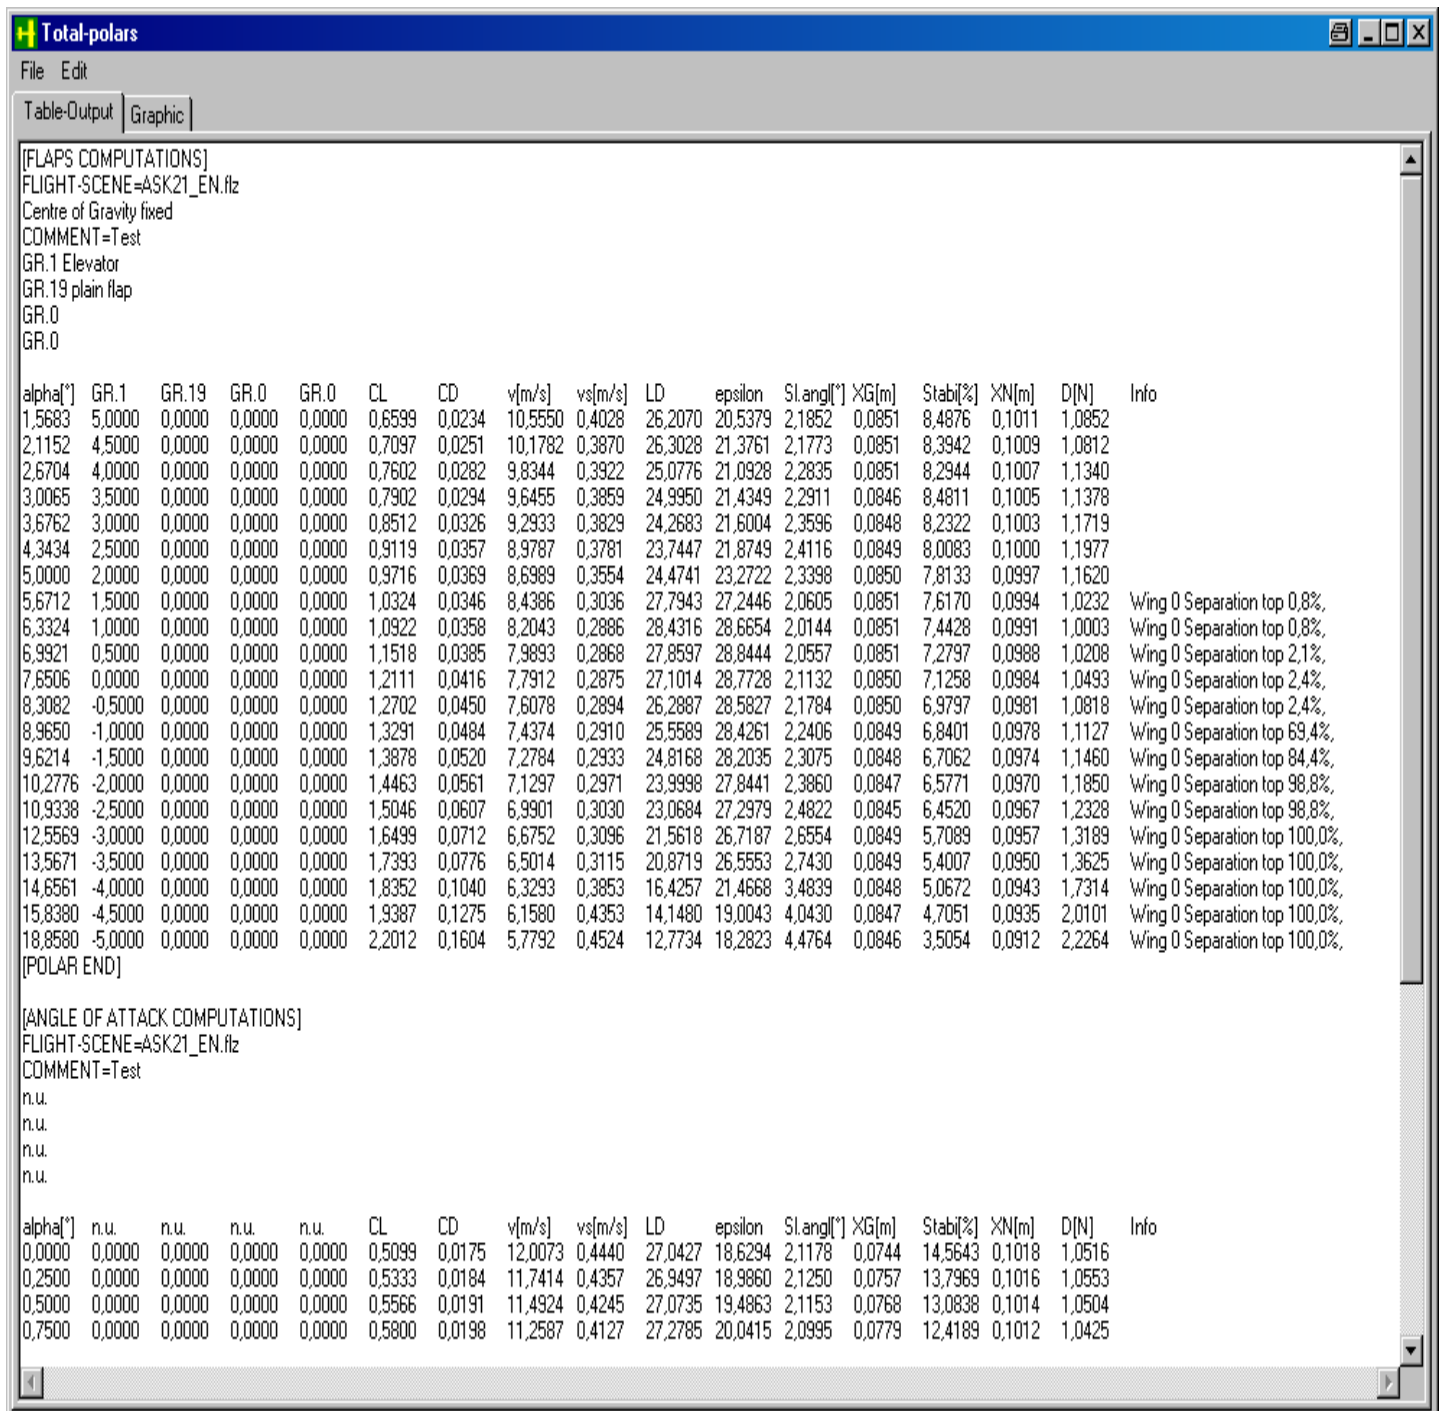 Total-polars
File Edit
Table-Output Graphic
[FLAPS COMPUTATIONS]
FLIGHT-SCENE=ASK21_EN.flz
Centre of Gravity fixed
COMMENT=Test
GR.1 Elevator
GR.19 plain flap
GR.0
GR.0
alpha[°] GR.1 GR.19 GR.0 GR.0 CL CD v[m/s] vs[m/s] LD epsilon Sl.angl[°] XG[m] Stabi[%] XN[m] D[N] Info
1,5683 5,0000 0,0000 0,0000 0,0000 0,6599 0,0234 10,5550 0,4028 26,2070 20,5379 2,1852 0,0851 8,4876 0,1011 1,0852
2,1152 4,5000 0,0000 0,0000 0,0000 0,7097 0,0251 10,1782 0,3870 26,3028 21,3761 2,1773 0,0851 8,3942 0,1009 1,0812
2,6704 4,0000 0,0000 0,0000 0,0000 0,7602 0,0282 9,8344 0,3922 25,0776 21,0928 2,2835 0,0851 8,2944 0,1007 1,1340
3,0065 3,5000 0,0000 0,0000 0,0000 0,7902 0,0294 9,6455 0,3859 24,9950 21,4349 2,2911 0,0846 8,4811 0,1005 1,1378
3,6762 3,0000 0,0000 0,0000 0,0000 0,8512 0,0326 9,2933 0,3829 24,2683 21,6004 2,3596 0,0848 8,2322 0,1003 1,1719
4,3434 2,5000 0,0000 0,0000 0,0000 0,9119 0,0357 8,9787 0,3781 23,7447 21,8749 2,4116 0,0849 8,0083 0,1000 1,1977
5,0000 2,0000 0,0000 0,0000 0,0000 0,9716 0,0369 8,6989 0,3554 24,4741 23,2722 2,3398 0,0850 7,8133 0,0997 1,1620
5,6712 1,5000 0,0000 0,0000 0,0000 1,0324 0,0346 8,4386 0,3036 27,7943 27,2446 2,0605 0,0851 7,6170 0,0994 1,0232 Wing 0 Separation top 0,8%,
6,3324 1,0000 0,0000 0,0000 0,0000 1,0922 0,0358 8,2043 0,2886 28,4316 28,6654 2,0144 0,0851 7,4428 0,0991 1,0003 Wing 0 Separation top 0,8%,
6,9921 0,5000 0,0000 0,0000 0,0000 1,1518 0,0385 7,9893 0,2868 27,8597 28,8444 2,0557 0,0851 7,2797 0,0988 1,0208 Wing 0 Separation top 2,1%,
7,6506 0,0000 0,0000 0,0000 0,0000 1,2111 0,0416 7,7912 0,2875 27,1014 28,7728 2,1132 0,0850 7,1258 0,0984 1,0493 Wing 0 Separation top 2,4%,
8,3082 -0,5000 0,0000 0,0000 0,0000 1,2702 0,0450 7,6078 0,2894 26,2887 28,5827 2,1784 0,0850 6,9797 0,0981 1,0818 Wing 0 Separation top 2,4%,
8,9650 -1,0000 0,0000 0,0000 0,0000 1,3291 0,0484 7,4374 0,2910 25,5589 28,4261 2,2406 0,0849 6,8401 0,0978 1,1127 Wing 0 Separation top 69,4%,
9,6214 -1,5000 0,0000 0,0000 0,0000 1,3878 0,0520 7,2784 0,2933 24,8168 28,2035 2,3075 0,0848 6,7062 0,0974 1,1460 Wing 0 Separation top 84,4%,
10,2776 -2,0000 0,0000 0,0000 0,0000 1,4463 0,0561 7,1297 0,2971 23,9998 27,8441 2,3860 0,0847 6,5771 0,0970 1,1850 Wing 0 Separation top 98,8%,
10,9338 -2,5000 0,0000 0,0000 0,0000 1,5046 0,0607 6,9901 0,3030 23,0684 27,2979 2,4822 0,0845 6,4520 0,0967 1,2328 Wing 0 Separation top 98,8%,
12,5569 -3,0000 0,0000 0,0000 0,0000 1,6499 0,0712 6,6752 0,3096 21,5618 26,7187 2,6554 0,0849 5,7089 0,0957 1,3189 Wing 0 Separation top 100,0%,
13,5671 -3,5000 0,0000 0,0000 0,0000 1,7393 0,0776 6,5014 0,3115 20,8719 26,5553 2,7430 0,0849 5,4007 0,0950 1,3625 Wing 0 Separation top 100,0%,
14,6561 -4,0000 0,0000 0,0000 0,0000 1,8352 0,1040 6,3293 0,3853 16,4257 21,4668 3,4839 0,0848 5,0672 0,0943 1,7314 Wing 0 Separation top 100,0%,
15,8380 -4,5000 0,0000 0,0000 0,0000 1,9387 0,1275 6,1580 0,4353 14,1480 19,0043 4,0430 0,0847 4,7051 0,0935 2,0101 Wing 0 Separation top 100,0%,
18,8580 -5,0000 0,0000 0,0000 0,0000 2,2012 0,1604 5,7792 0,4524 12,7734 18,2823 4,4764 0,0846 3,5054 0,0912 2,2264 Wing 0 Separation top 100,0%,
[POLAR END]
[ANGLE OF ATTACK COMPUTATIONS]
FLIGHT-SCENE=ASK21_EN.flz
COMMENT=Test
n.u.
n.u.
n.u.
n.u.
alpha[°] n.u. n.u. n.u. n.u. CL CD v[m/s] vs[m/s] LD epsilon Sl.angl[°] XG[m] Stabi[%] XN[m] D[N] Info
0,0000 0,0000 0,0000 0,0000 0,0000 0,5099 0,0175 12,0073 0,4440 27,0427 18,6294 2,1178 0,0744 14,5643 0,1018 1,0516
0,2500 0,0000 0,0000 0,0000 0,0000 0,5333 0,0184 11,7414 0,4357 26,9497 18,9860 2,1250 0,0757 13,7969 0,1016 1,0553
0,5000 0,0000 0,0000 0,0000 0,0000 0,5566 0,0191 11,4924 0,4245 27,0735 19,4863 2,1153 0,0768 13,0838 0,1014 1,0504
0,7500 0,0000 0,0000 0,0000 0,0000 0,5800 0,0198 11,2587 0,4127 27,2785 20,0415 2,0995 0,0779 12,4189 0,1012 1,0425